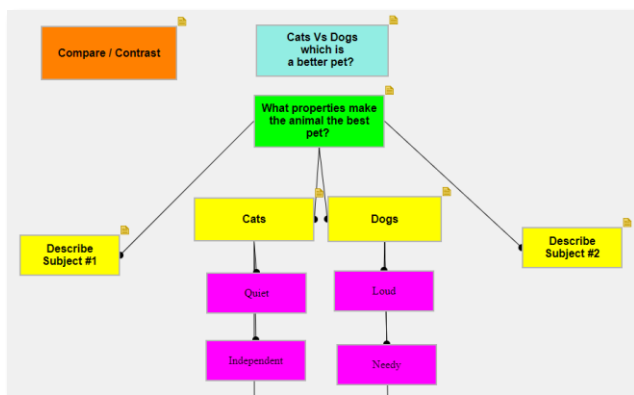 Compare / Contrast
Cats Vs Dogs
which is
a better pet?
What properties make
the animal the best
pet?
Cats
Dogs
Describe
Subject #1
Describe
Subject #2
Quiet
Loud
Independent
Needy